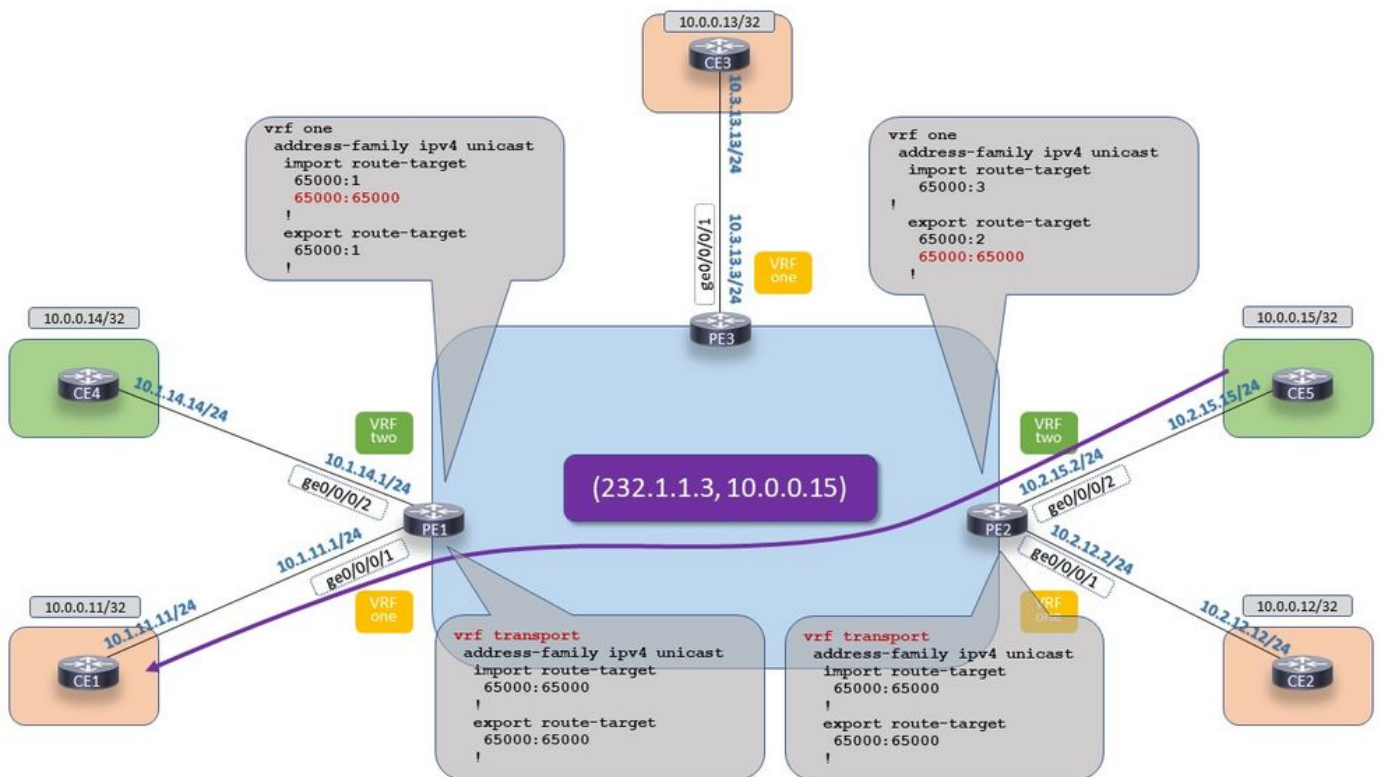 10.0.0.13/32
CE3
10.3.13.13/24
vrf one
address-family ipv4 unicast
import route-target
65000:1
65000:65000
!
export route-target
65000:1
!
vrf one
address-family ipv4 unicast
import route-target
65000:3
!
export route-target
65000:2
65000:65000
!
ge0/0/0/1
10.3.13.3/24
VRF
one
PE3
10.0.0.14/32
CE4
10.1.14.14/24
VRF
two
10.1.14.1/24
ge0/0/0/2
PE1
10.1.11.1/24
ge0/0/0/1
VRF
one
10.0.0.11/32
10.1.11.11/24
CE1
(232.1.1.3, 10.0.0.15)
10.0.0.15/32
CE5
10.2.15.15/24
VRF
two
10.2.15.2/24
ge0/0/0/2
PE2
10.2.12.2/24
ge0/0/0/1
VRF
one
10.0.0.12/32
10.2.12.12/24
CE2
vrf transport
address-family ipv4 unicast
import route-target
65000:65000
!
export route-target
65000:65000
!
vrf transport
address-family ipv4 unicast
import route-target
65000:65000
!
export route-target
65000:65000
!